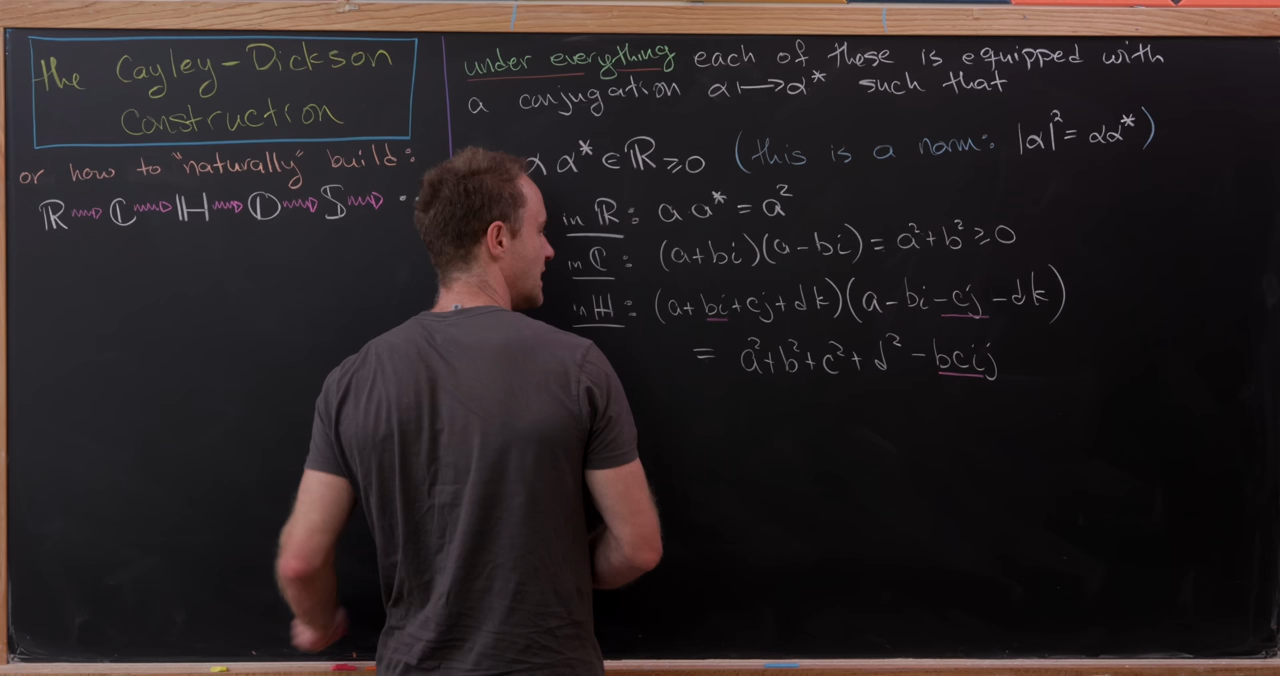 the Cayley-Dickson
Construction
or how to "naturally" build:
ℝ ⇝ ℂ ⇝ ℍ ⇝ 𝕆 ⇝ 𝕊 ⇝ ..
under everything each of these is equipped with
a conjugation α ↦ α* such that
α α* ∈ ℝ≥0 (this is a norm: |α|² = αα*)
in ℝ: a a* = a²
in ℂ: (a+bi)(a-bi) = a²+b² ≥ 0
in ℍ: (a+bi+cj+dk)(a-bi-cj-dk)
= a²+b²+c²+d² - bcij